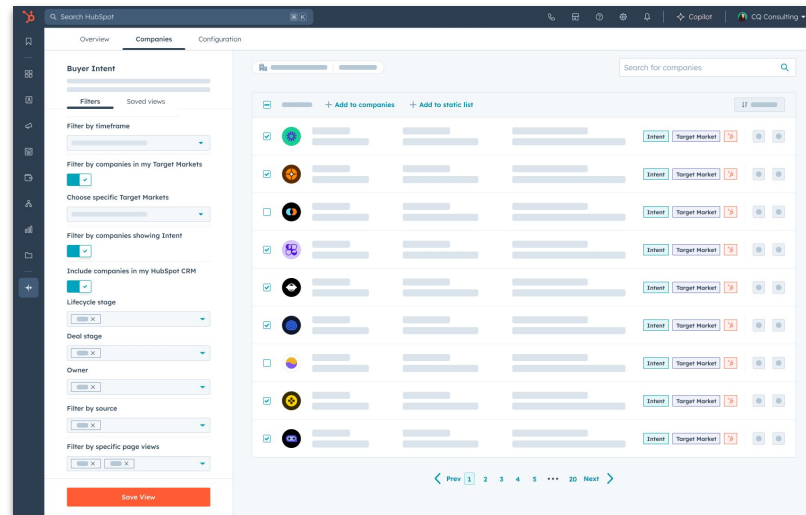 Search HubSpot
⌘ K
Copilot
CQ Consulting
Overview Companies Configuration
Buyer Intent
Filters Saved views
Filter by timeframe
Filter by companies in my Target Markets
Choose specific Target Markets
Filter by companies showing Intent
Include companies in my HubSpot CRM
Lifecycle stage
Deal stage
Owner
Filter by source
Filter by specific page views
Save View
Search for companies
+ Add to companies + Add to static list
Intent Target Market
Intent Target Market
Intent Target Market
Intent Target Market
Intent Target Market
Intent Target Market
Intent Target Market
Intent Target Market
Intent Target Market
Prev 1 2 3 4 5 ••• 20 Next